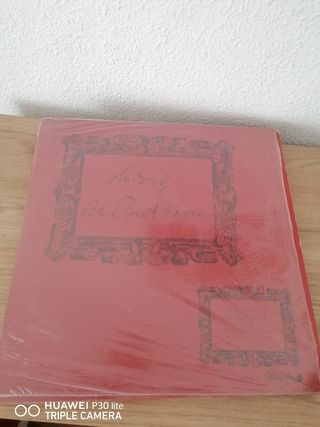 Ludwig
van Beethoven
HUAWEI P30 lite
TRIPLE CAMERA